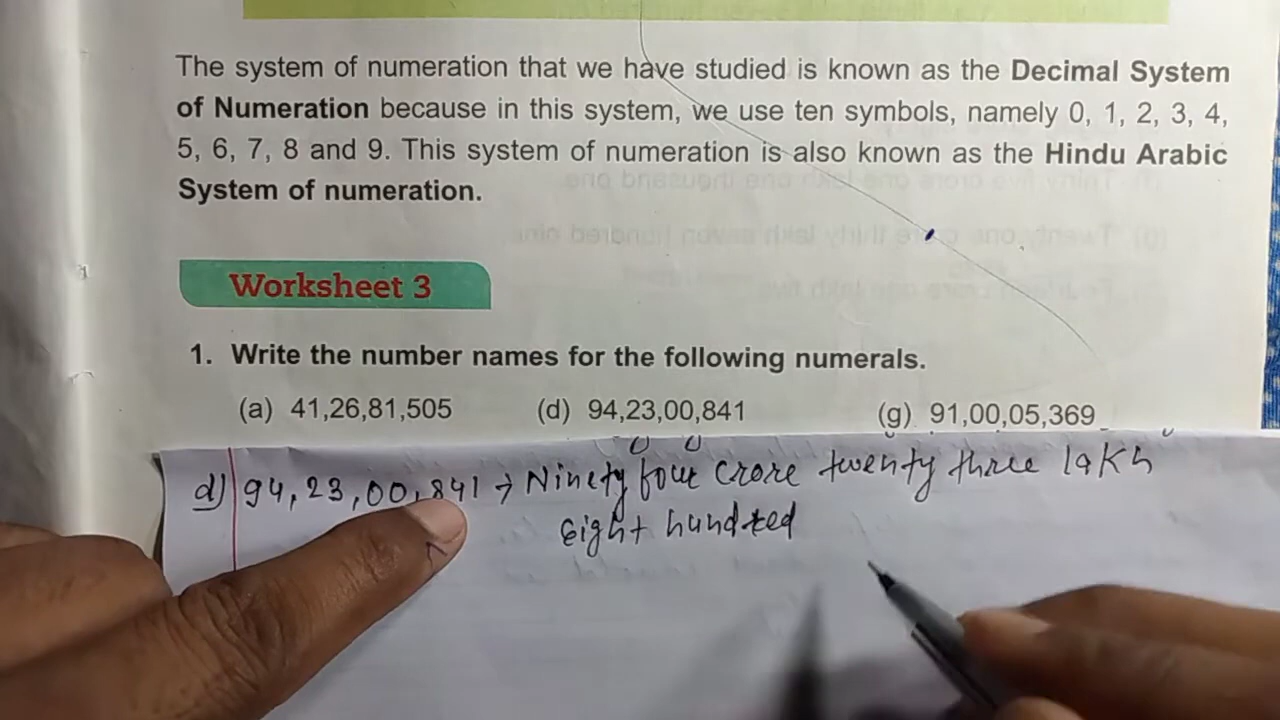 The system of numeration that we have studied is known as the Decimal System
of Numeration because in this system, we use ten symbols, namely 0, 1, 2, 3, 4,
5, 6, 7, 8 and 9. This system of numeration is also known as the Hindu Arabic
System of numeration.
Worksheet 3
1. Write the number names for the following numerals.
(a) 41,26,81,505 (d) 94,23,00,841 (g) 91,00,05,369
d) 94,23,00,841 → Ninety four crore twenty three lakh
Eight hundred